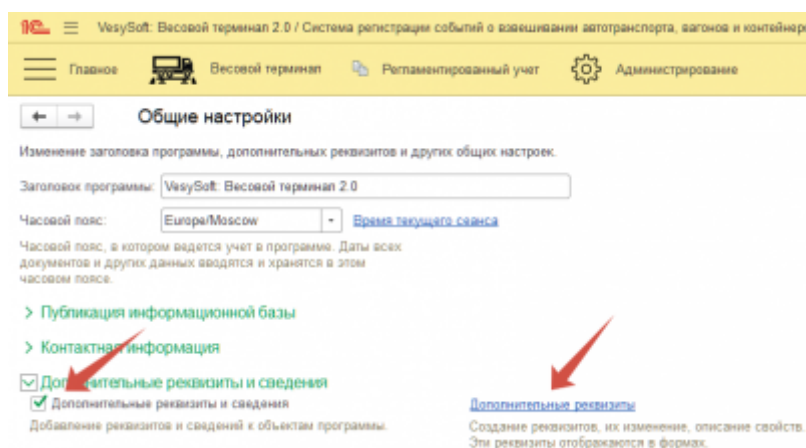 1С VesySoft: Весовой терминал 2.0 / Система регистрации событий о взвешивании автотранспорта, вагонов и контейнер
Главное Весовой терминал Регламентированный учет Администрирование
Общие настройки
Изменение заголовка программы, дополнительных реквизитов и других общих настроек.
Заголовок программы: VesySoft: Весовой терминал 2.0
Часовой пояс: Europe/Moscow Время текущего сеанса
Часовой пояс, в котором ведется учет в программе. Даты всех
документов и других данных вводятся и хранятся в этом
часовом поясе.
Публикация информационной базы
Контактная информация
Дополнительные реквизиты и сведения
Дополнительные реквизиты и сведения Дополнительные реквизиты
Добавление реквизитов и сведений к объектам программы. Создание реквизитов, их изменение, описание свойств.
Эти реквизиты отображаются в формах.